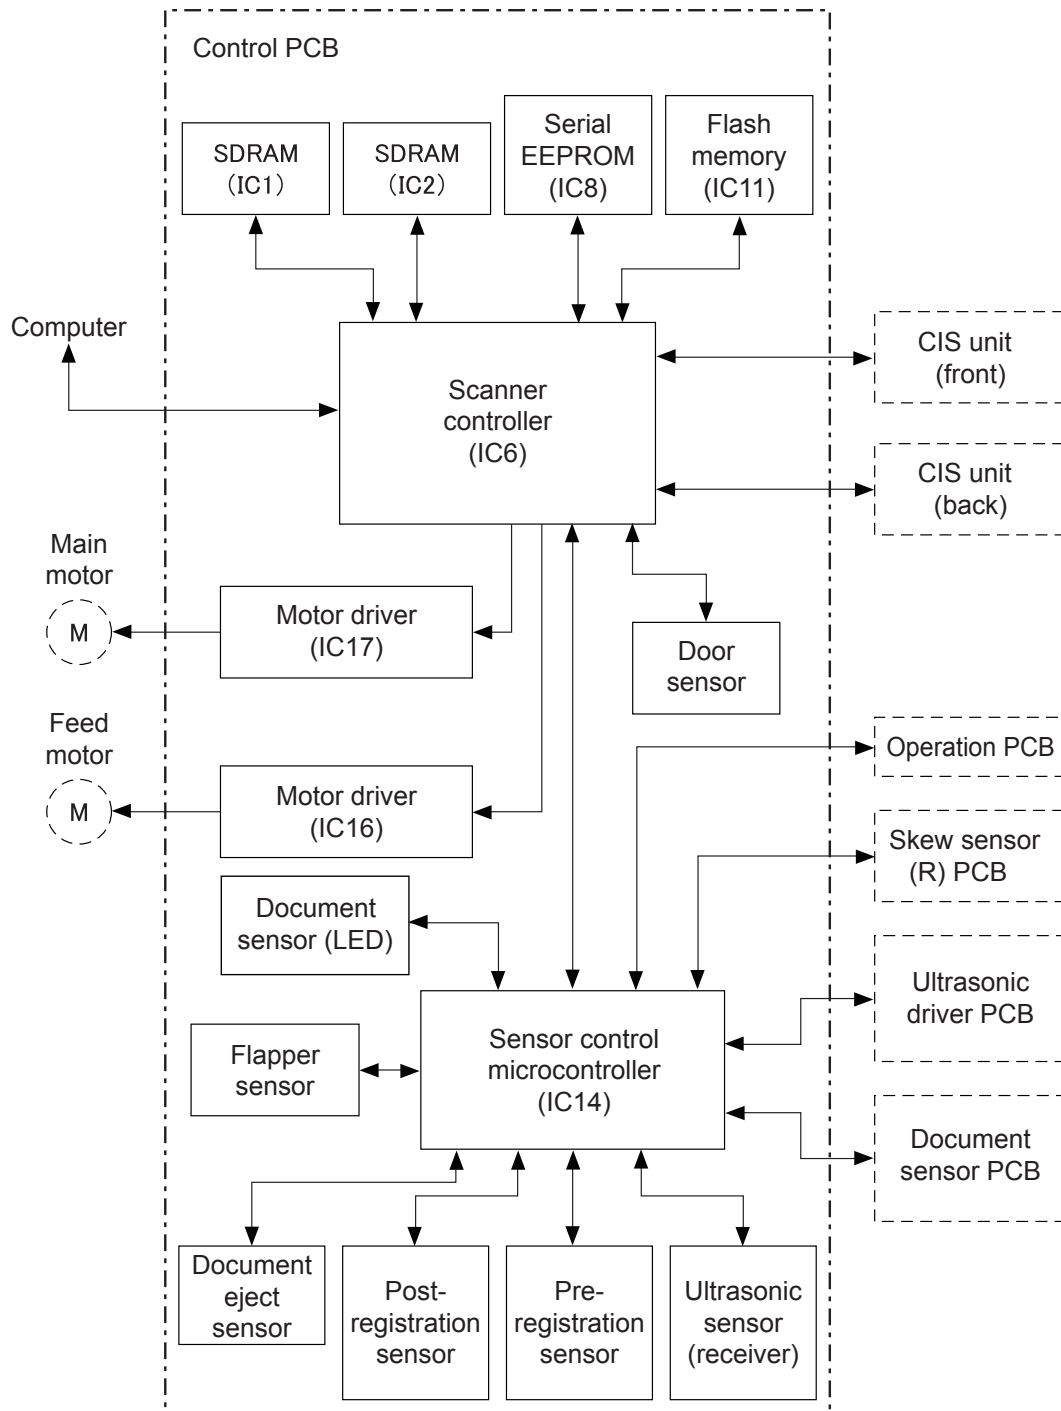 Control PCB
SDRAM
（IC1）
SDRAM
（IC2）
Serial
EEPROM
(IC8)
Flash
memory
(IC11)
Computer
Scanner
controller
(IC6)
CIS unit
(front)
CIS unit
(back)
Main
motor
M
Motor driver
(IC17)
Door
sensor
Feed
motor
M
Motor driver
(IC16)
Operation PCB
Skew sensor
(R) PCB
Document
sensor (LED)
Ultrasonic
driver PCB
Flapper
sensor
Sensor control
microcontroller
(IC14)
Document
sensor PCB
Document
eject
sensor
Post-
registration
sensor
Pre-
registration
sensor
Ultrasonic
sensor
(receiver)